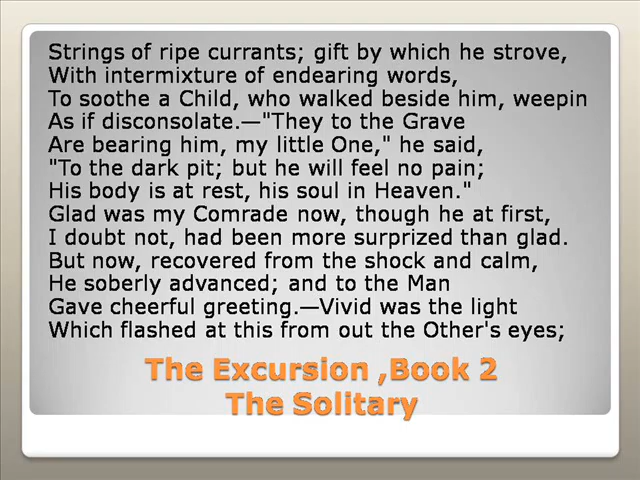 Strings of ripe currants; gift by which he strove,
With intermixture of endearing words,
To soothe a Child, who walked beside him, weepin
As if disconsolate.—"They to the Grave
Are bearing him, my little One," he said,
"To the dark pit; but he will feel no pain;
His body is at rest, his soul in Heaven."
Glad was my Comrade now, though he at first,
I doubt not, had been more surprized than glad.
But now, recovered from the shock and calm,
He soberly advanced; and to the Man
Gave cheerful greeting.—Vivid was the light
Which flashed at this from out the Other's eyes;
The Excursion ,Book 2
The Solitary